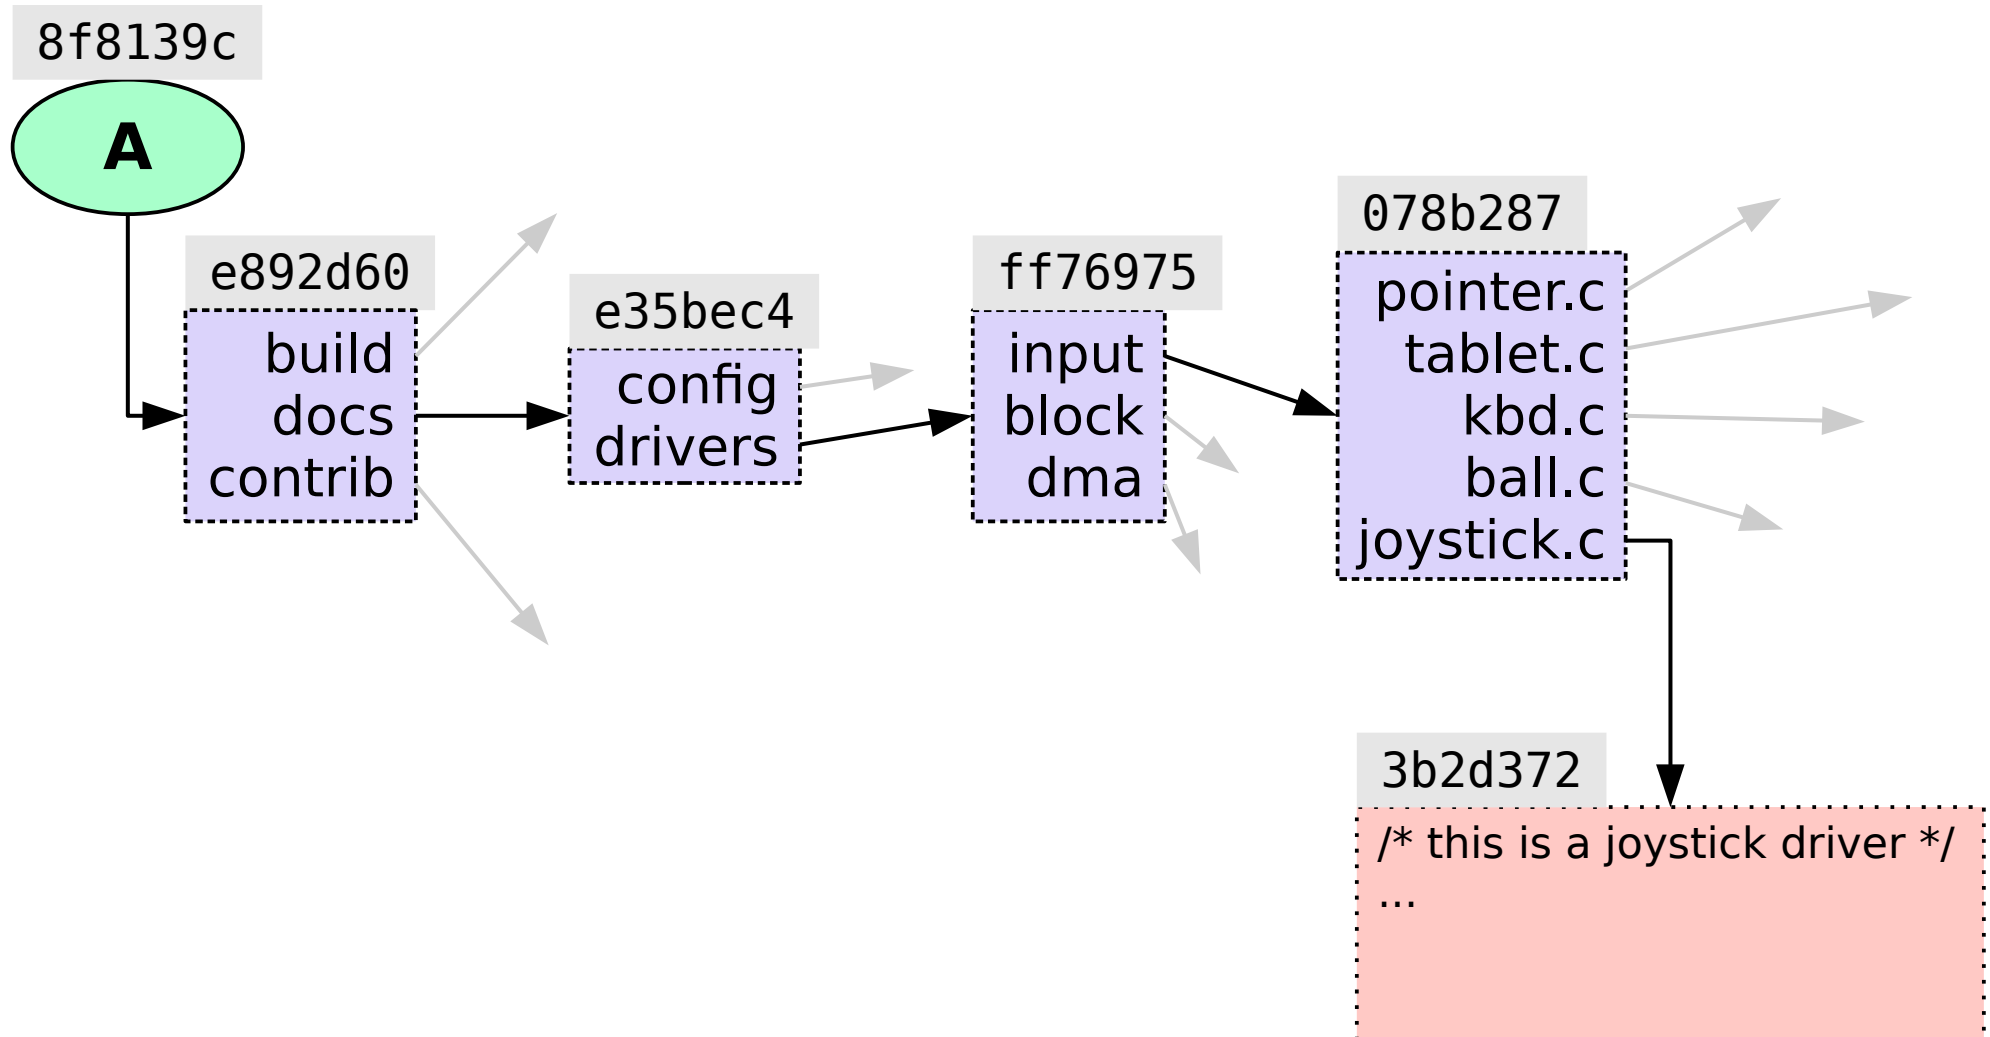 8f8139c
A
e892d60
build
docs
contrib
e35bec4
config
drivers
ff76975
input
block
dma
078b287
pointer.c
tablet.c
kbd.c
ball.c
joystick.c
3b2d372
/* this is a joystick driver */
...